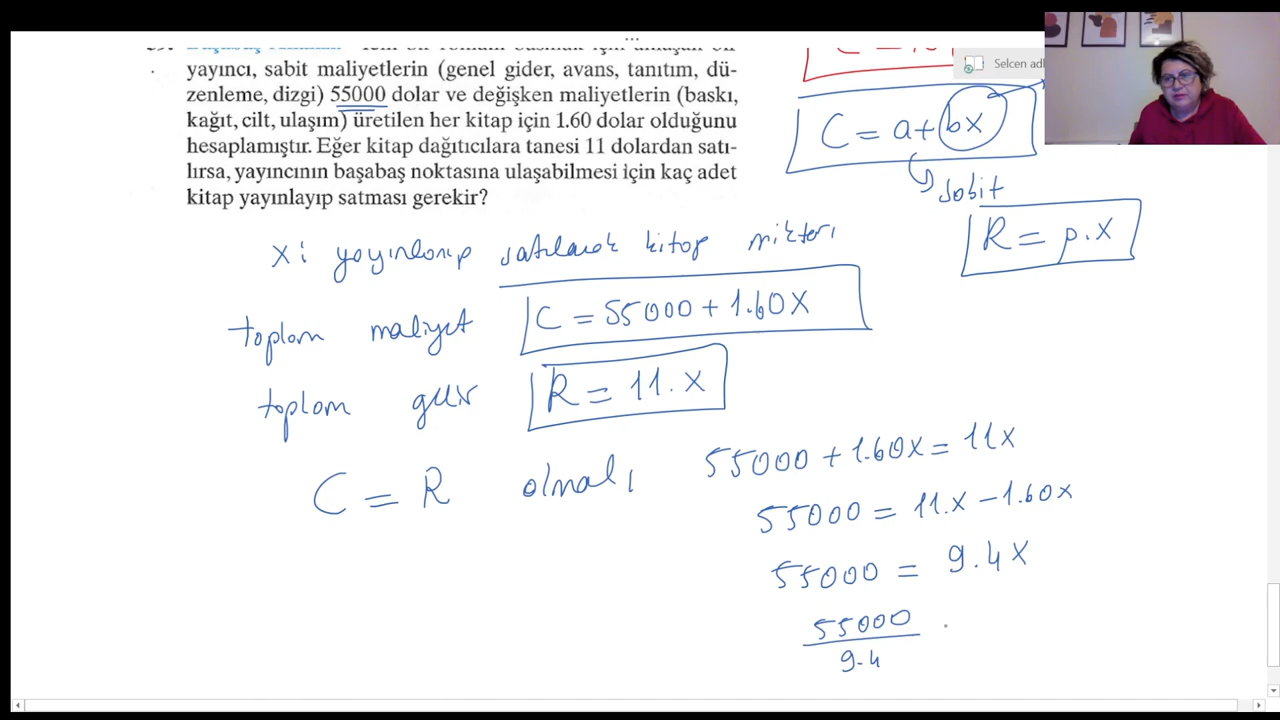 yayıncı, sabit maliyetlerin (genel gider, avans, tanıtım, dü-
zenleme, dizgi) 55000 dolar ve değişken maliyetlerin (baskı,
kağıt, cilt, ulaşım) üretilen her kitap için 1.60 dolar olduğunu
hesaplamıştır. Eğer kitap dağıtıcılara tanesi 11 dolardan satı-
lırsa, yayıncının başabaş noktasına ulaşabilmesi için kaç adet
kitap yayınlayıp satması gerekir?
Selcen adl
C = a + bx
sabit
R = p.x
x: yayınlanıp satılacak kitap miktarı
toplam maliyet C = 55000 + 1.60x
toplam gelir R = 11.x
C = R olmalı
55000 + 1.60x = 11x
55000 = 11.x - 1.60x
55000 = 9.4x
55000
9.4